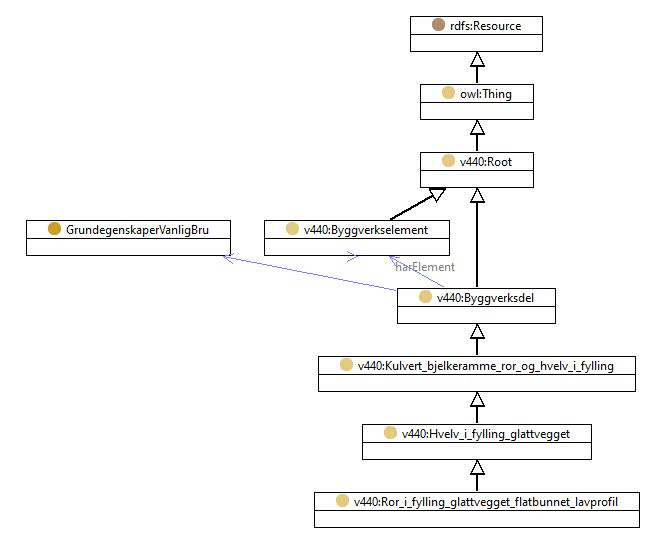 rdfs:Resource
owl:Thing
v440:Root
GrundegenskaperVanligBru
v440:Byggverkselement
harElement
v440:Byggverksdel
v440:Kulvert_bjelkeramme_ror_og_hvelv_i_fylling
v440:Hvelv_i_fylling_glattvegget
v440:Ror_i_fylling_glattvegget_flatbunnet_lavprofil